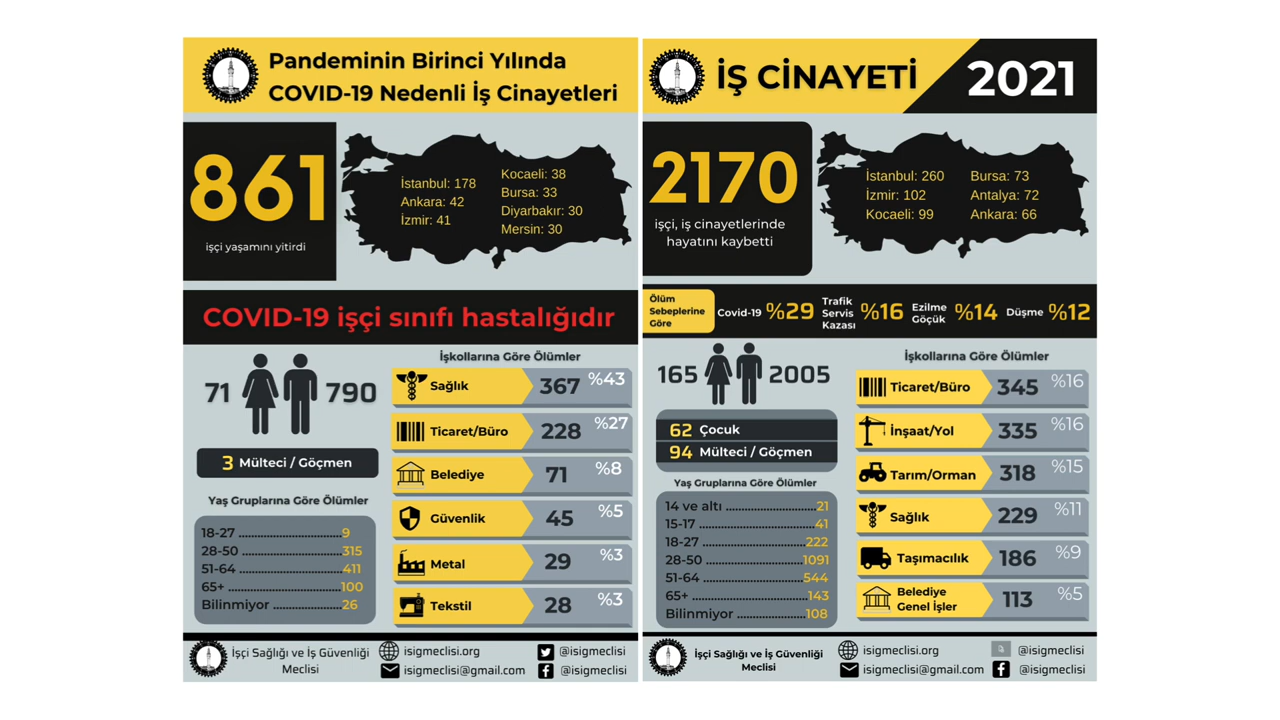 Pandeminin Birinci Yılında
COVID-19 Nedenli İş Cinayetleri
861
işçi yaşamını yitirdi
İstanbul: 178
Ankara: 42
İzmir: 41
Kocaeli: 38
Bursa: 33
Diyarbakır: 30
Mersin: 30
COVID-19 işçi sınıfı hastalığıdır
71
790
3 Mülteci / Göçmen
Yaş Gruplarına Göre Ölümler
18-27 ........................9
28-50 ........................315
51-64 ........................411
65+ ........................100
Bilinmiyor ................26
İşkollarına Göre Ölümler
Sağlık 367 %43
Ticaret/Büro 228 %27
Belediye 71 %8
Güvenlik 45 %5
Metal 29 %3
Tekstil 28 %3
İşçi Sağlığı ve İş Güvenliği
Meclisi
isigmeclisi.org
isigmeclisi@gmail.com
@isigmeclisi
@isigmeclisi
İŞ CİNAYETİ
2021
2170
işçi, iş cinayetlerinde
hayatını kaybetti
İstanbul: 260
İzmir: 102
Kocaeli: 99
Bursa: 73
Antalya: 72
Ankara: 66
Ölüm
Sebeplerine
Göre
Covid-19 %29
Trafik
Servis
Kazası
%16
Ezilme
Göçük
%14
Düşme %12
165
2005
62 Çocuk
94 Mülteci / Göçmen
Yaş Gruplarına Göre Ölümler
14 ve altı ........................21
15-17 ........................41
18-27 ........................222
28-50 ........................1091
51-64 ........................544
65+ ........................143
Bilinmiyor ................108
İşkollarına Göre Ölümler
Ticaret/Büro 345 %16
İnşaat/Yol 335 %16
Tarım/Orman 318 %15
Sağlık 229 %11
Taşımacılık 186 %9
Belediye
Genel İşler
113 %5
İşçi Sağlığı ve İş Güvenliği
Meclisi
isigmeclisi.org
isigmeclisi@gmail.com
@isigmeclisi
@isigmeclisi